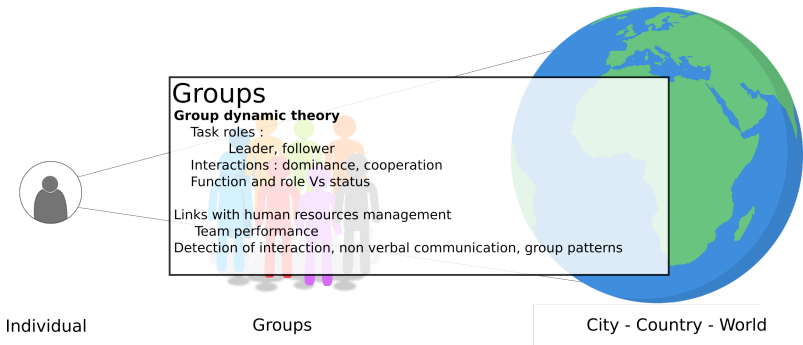 Groups
Group dynamic theory
Task roles :
Leader, follower
Interactions : dominance, cooperation
Function and role Vs status
Links with human resources management
Team performance
Detection of interaction, non verbal communication, group patterns
Individual
Groups
City - Country - World